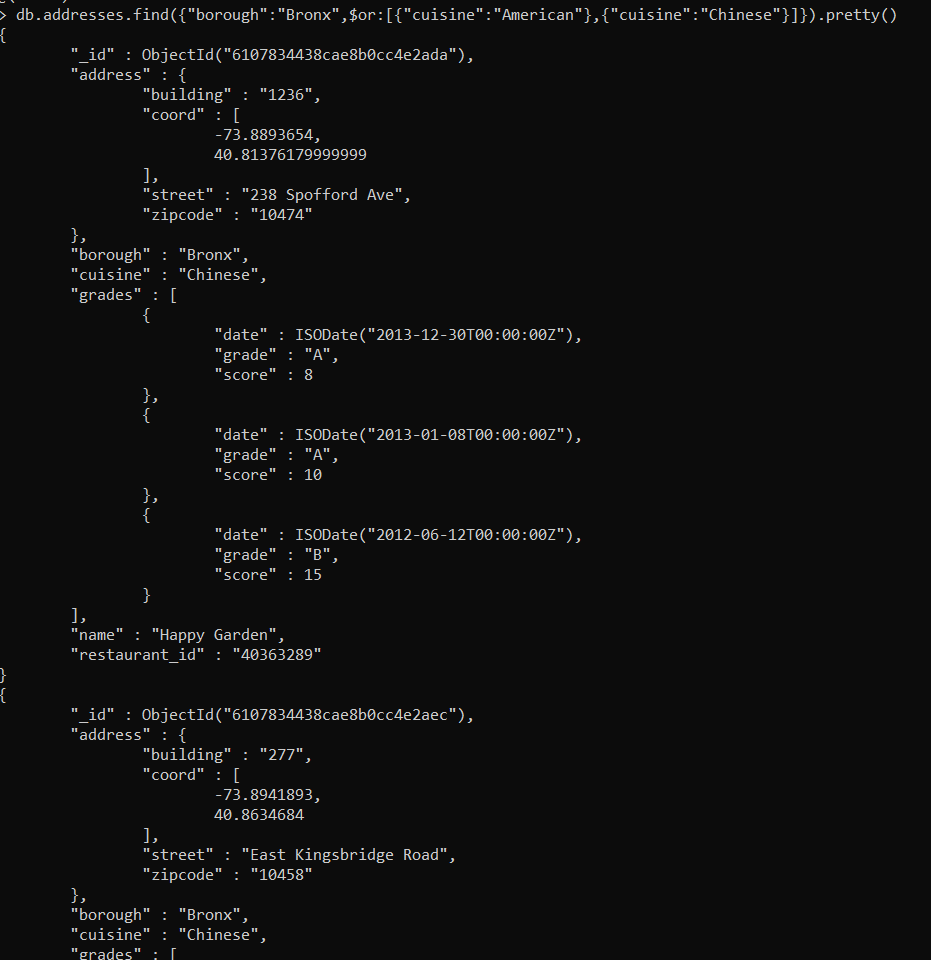 > db.addresses.find({"borough":"Bronx",$or:[{"cuisine":"American"},{"cuisine":"Chinese"}]}).pretty()
{
        "_id" : ObjectId("6107834438cae8b0cc4e2ada"),
        "address" : {
                "building" : "1236",
                "coord" : [
                        -73.8893654,
                        40.81376179999999
                ],
                "street" : "238 Spofford Ave",
                "zipcode" : "10474"
        },
        "borough" : "Bronx",
        "cuisine" : "Chinese",
        "grades" : [
                {
                        "date" : ISODate("2013-12-30T00:00:00Z"),
                        "grade" : "A",
                        "score" : 8
                },
                {
                        "date" : ISODate("2013-01-08T00:00:00Z"),
                        "grade" : "A",
                        "score" : 10
                },
                {
                        "date" : ISODate("2012-06-12T00:00:00Z"),
                        "grade" : "B",
                        "score" : 15
                }
        ],
        "name" : "Happy Garden",
        "restaurant_id" : "40363289"
}
{
        "_id" : ObjectId("6107834438cae8b0cc4e2aec"),
        "address" : {
                "building" : "277",
                "coord" : [
                        -73.8941893,
                        40.8634684
                ],
                "street" : "East Kingsbridge Road",
                "zipcode" : "10458"
        },
        "borough" : "Bronx",
        "cuisine" : "Chinese",
        "grades" : [